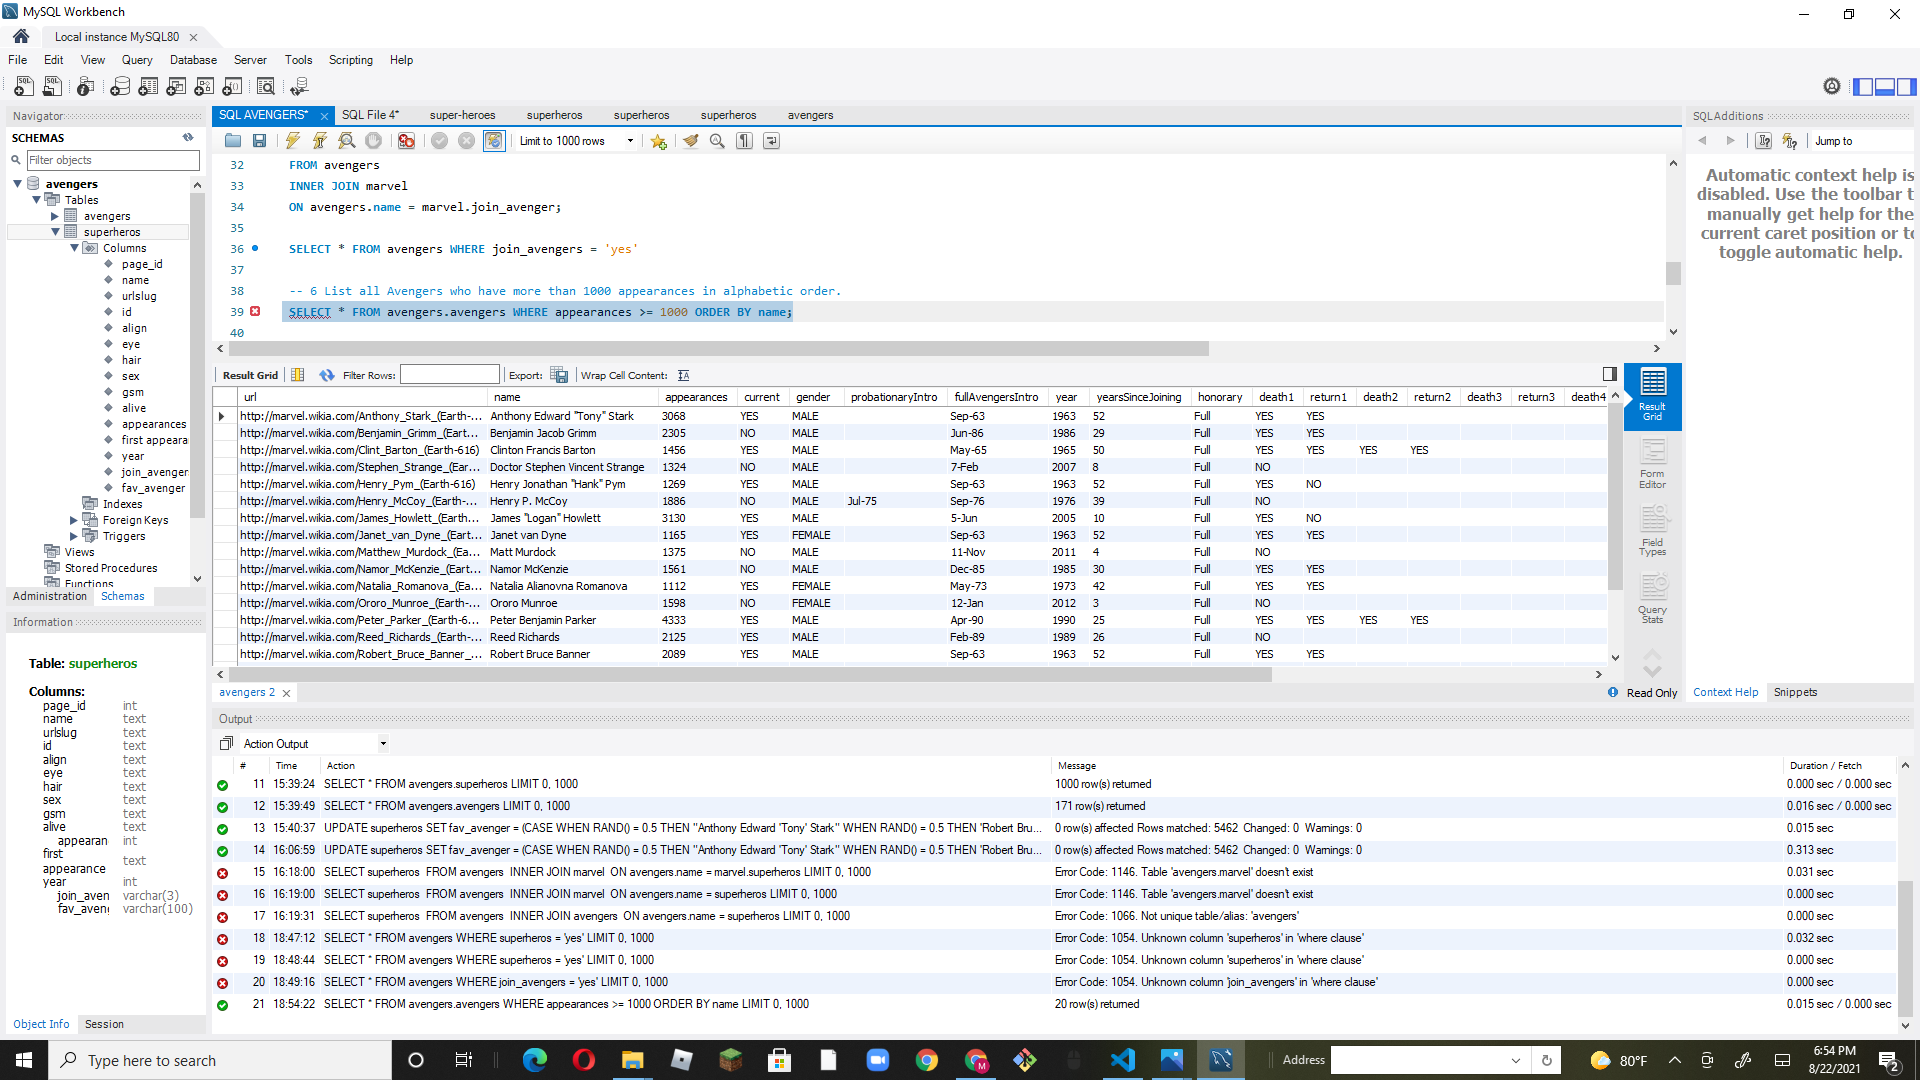 MySQL Workbench
Local instance MySQL80
File Edit View Query Database Server Tools Scripting Help
Navigator
SCHEMAS
Filter objects
avengers
Tables
avengers
superheros
Columns
page_id
name
urlslug
id
align
eye
hair
sex
gsm
alive
appearances
first appeara
year
join_avenger
fav_avenger
Indexes
Foreign Keys
Triggers
Views
Stored Procedures
Functions
Administration Schemas
Information
Table: superheros
Columns:
page_id int
name text
urlslug text
id text
align text
eye text
hair text
sex text
gsm text
alive text
appearan int
first
appearance text
year int
join_aven varchar(3)
fav_aveng varchar(100)
Object Info Session
SQL AVENGERS* SQL File 4* super-heroes superheros superheros superheros avengers
Limit to 1000 rows
32 FROM avengers
33 INNER JOIN marvel
34 ON avengers.name = marvel.join_avenger;
35
36 SELECT * FROM avengers WHERE join_avengers = 'yes'
37
38 -- 6 List all Avengers who have more than 1000 appearances in alphabetic order.
39 SELECT * FROM avengers.avengers WHERE appearances >= 1000 ORDER BY name;
40
Result Grid Filter Rows: Export: Wrap Cell Content:
url name appearances current gender probationaryIntro fullAvengersIntro year yearsSinceJoining honorary death1 return1 death2 return2 death3 return3 death4
http://marvel.wikia.com/Anthony_Stark_(Earth-... Anthony Edward "Tony" Stark 3068 YES MALE Sep-63 1963 52 Full YES YES
http://marvel.wikia.com/Benjamin_Grimm_(Eart... Benjamin Jacob Grimm 2305 NO MALE Jun-86 1986 29 Full YES YES
http://marvel.wikia.com/Clint_Barton_(Earth-616) Clinton Francis Barton 1456 YES MALE May-65 1965 50 Full YES YES YES YES
http://marvel.wikia.com/Stephen_Strange_(Ear... Doctor Stephen Vincent Strange 1324 NO MALE 7-Feb 2007 8 Full NO
http://marvel.wikia.com/Henry_Pym_(Earth-616) Henry Jonathan "Hank" Pym 1269 YES MALE Sep-63 1963 52 Full YES NO
http://marvel.wikia.com/Henry_McCoy_(Earth-... Henry P. McCoy 1886 NO MALE Jul-75 Sep-76 1976 39 Full NO
http://marvel.wikia.com/James_Howlett_(Earth... James "Logan" Howlett 3130 YES MALE 5-Jun 2005 10 Full YES NO
http://marvel.wikia.com/Janet_van_Dyne_(Eart... Janet van Dyne 1165 YES FEMALE Sep-63 1963 52 Full YES YES
http://marvel.wikia.com/Matthew_Murdock_(Ea... Matt Murdock 1375 NO MALE 11-Nov 2011 4 Full NO
http://marvel.wikia.com/Namor_McKenzie_(Eart... Namor McKenzie 1561 NO MALE Dec-85 1985 30 Full YES YES
http://marvel.wikia.com/Natalia_Romanova_(Ea... Natalia Alianovna Romanova 1112 YES FEMALE May-73 1973 42 Full YES YES
http://marvel.wikia.com/Ororo_Munroe_(Earth-... Ororo Munroe 1598 NO FEMALE 12-Jan 2012 3 Full NO
http://marvel.wikia.com/Peter_Parker_(Earth-6... Peter Benjamin Parker 4333 YES MALE Apr-90 1990 25 Full YES YES YES YES
http://marvel.wikia.com/Reed_Richards_(Earth-... Reed Richards 2125 YES MALE Feb-89 1989 26 Full NO
http://marvel.wikia.com/Robert_Bruce_Banner_... Robert Bruce Banner 2089 YES MALE Sep-63 1963 52 Full YES YES
Result
Grid
Form
Editor
Field
Types
Query
Stats
avengers 2
Read Only
SQLAdditions
Jump to
Automatic context help is
disabled. Use the toolbar t
manually get help for the
current caret position or to
toggle automatic help.
Context Help Snippets
Output
Action Output
# Time Action Message Duration / Fetch
11 15:39:24 SELECT * FROM avengers.superheros LIMIT 0, 1000 1000 row(s) returned 0.000 sec / 0.000 sec
12 15:39:49 SELECT * FROM avengers.avengers LIMIT 0, 1000 171 row(s) returned 0.016 sec / 0.000 sec
13 15:40:37 UPDATE superheros SET fav_avenger = (CASE WHEN RAND() = 0.5 THEN "Anthony Edward 'Tony' Stark" WHEN RAND() = 0.5 THEN 'Robert Bru... 0 row(s) affected Rows matched: 5462 Changed: 0 Warnings: 0 0.015 sec
14 16:06:59 UPDATE superheros SET fav_avenger = (CASE WHEN RAND() = 0.5 THEN "Anthony Edward 'Tony' Stark" WHEN RAND() = 0.5 THEN 'Robert Bru... 0 row(s) affected Rows matched: 5462 Changed: 0 Warnings: 0 0.313 sec
15 16:18:00 SELECT superheros FROM avengers INNER JOIN marvel ON avengers.name = marvel.superheros LIMIT 0, 1000 Error Code: 1146. Table 'avengers.marvel' doesn't exist 0.031 sec
16 16:19:00 SELECT superheros FROM avengers INNER JOIN marvel ON avengers.name = superheros LIMIT 0, 1000 Error Code: 1146. Table 'avengers.marvel' doesn't exist 0.000 sec
17 16:19:31 SELECT superheros FROM avengers INNER JOIN avengers ON avengers.name = superheros LIMIT 0, 1000 Error Code: 1066. Not unique table/alias: 'avengers' 0.000 sec
18 18:47:12 SELECT * FROM avengers WHERE superheros = 'yes' LIMIT 0, 1000 Error Code: 1054. Unknown column 'superheros' in 'where clause' 0.032 sec
19 18:48:44 SELECT * FROM avengers WHERE superheros = 'yes' LIMIT 0, 1000 Error Code: 1054. Unknown column 'superheros' in 'where clause' 0.000 sec
20 18:49:16 SELECT * FROM avengers WHERE join_avengers = 'yes' LIMIT 0, 1000 Error Code: 1054. Unknown column 'join_avengers' in 'where clause' 0.000 sec
21 18:54:22 SELECT * FROM avengers.avengers WHERE appearances >= 1000 ORDER BY name LIMIT 0, 1000 20 row(s) returned 0.015 sec / 0.000 sec
Type here to search
Address
80°F
6:54 PM
8/22/2021
2